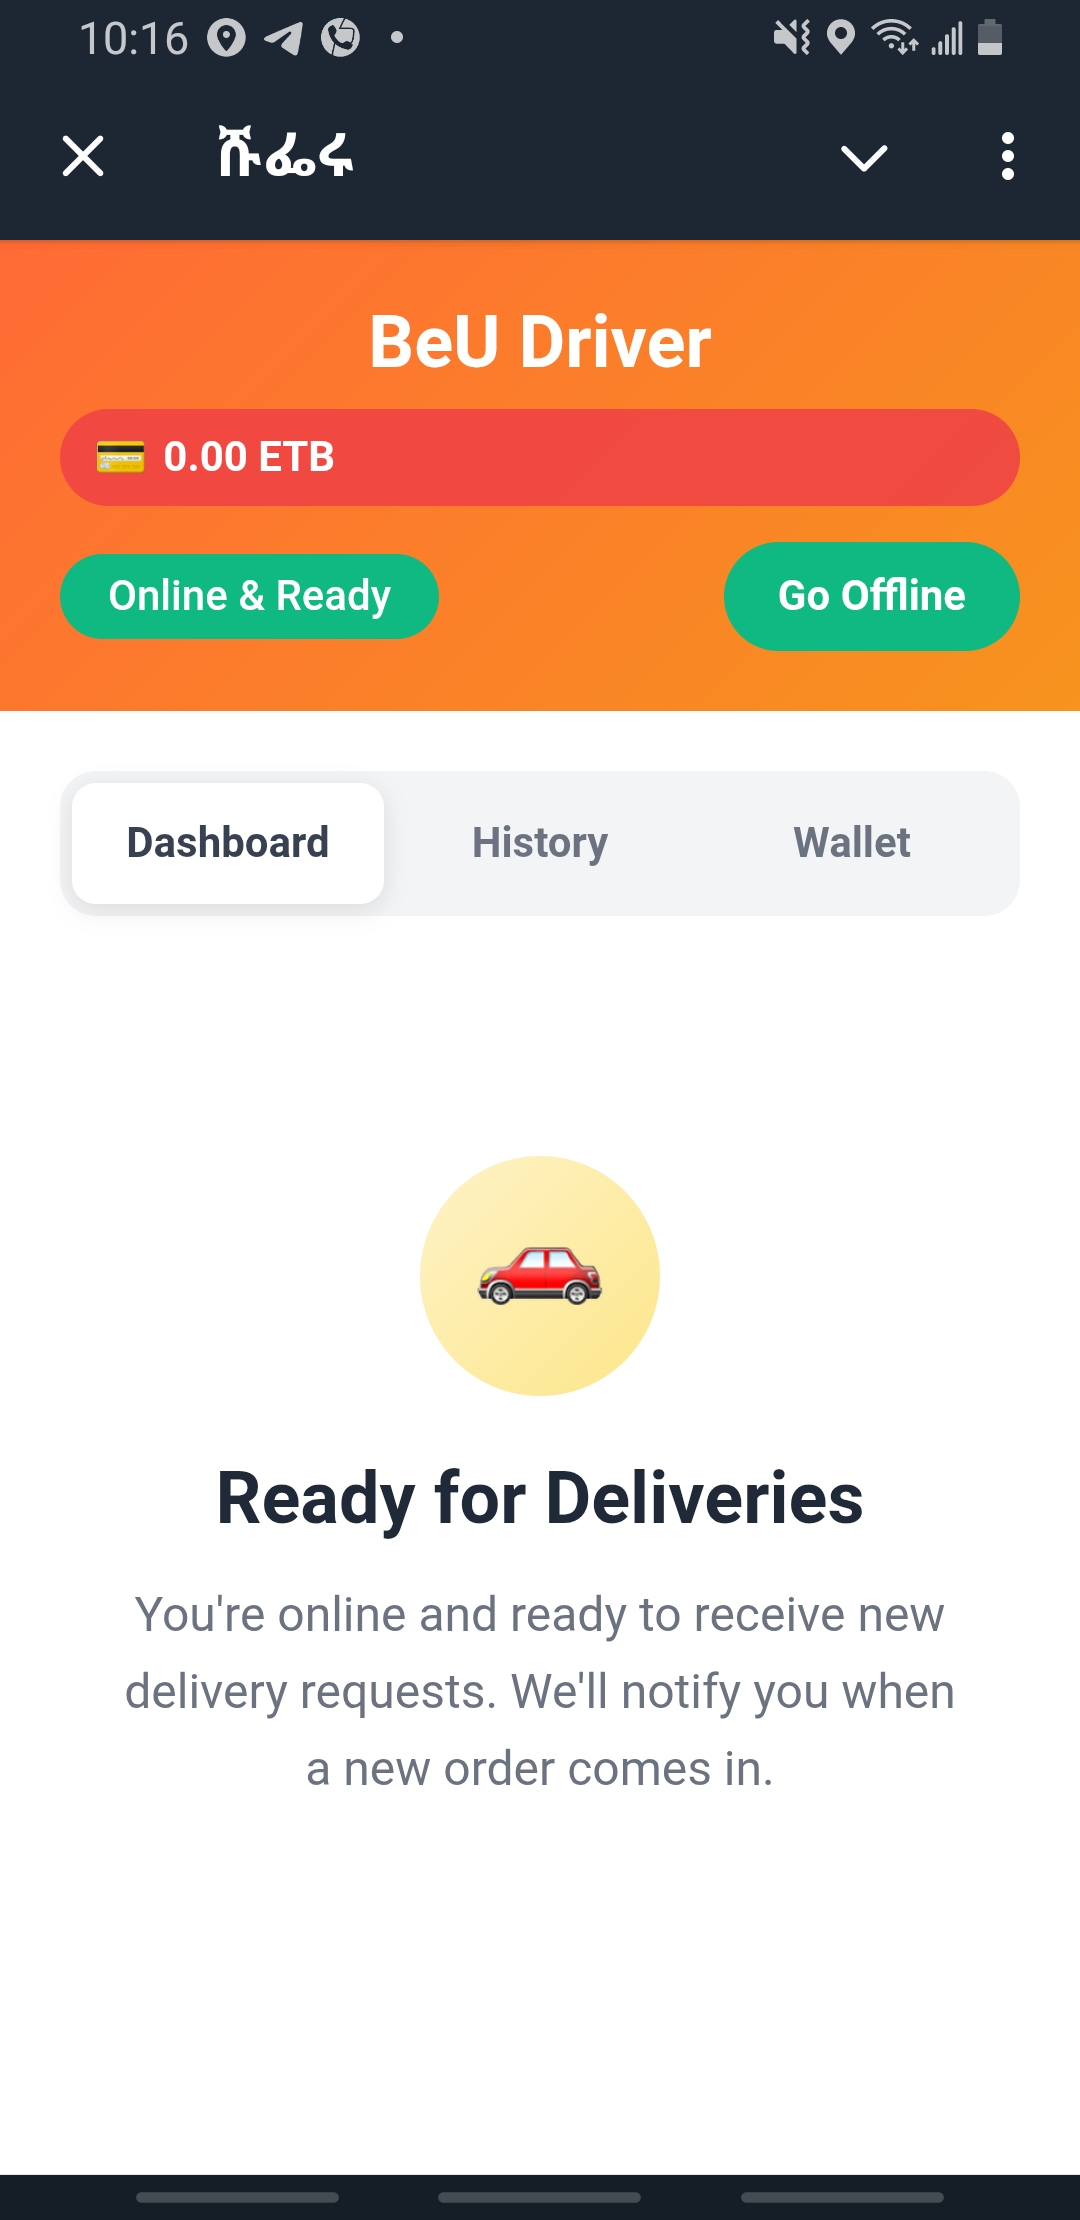 10:16
ሹፌሩ
BeU Driver
0.00 ETB
Online & Ready
Go Offline
Dashboard
History
Wallet
Ready for Deliveries
You're online and ready to receive new
delivery requests. We'll notify you when
a new order comes in.